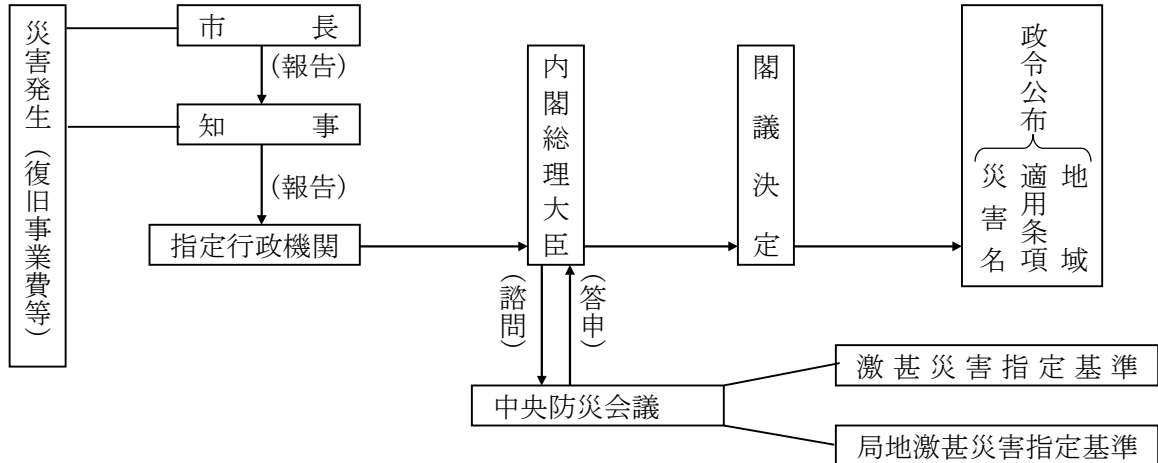 災害発生（復旧事業費等）
市長
（報告）
知事
（報告）
指定行政機関
内閣総理大臣
（諮問）
（答申）
中央防災会議
閣議決定
政令公布
災害名
適用条項
地域
激甚災害指定基準
局地激甚災害指定基準